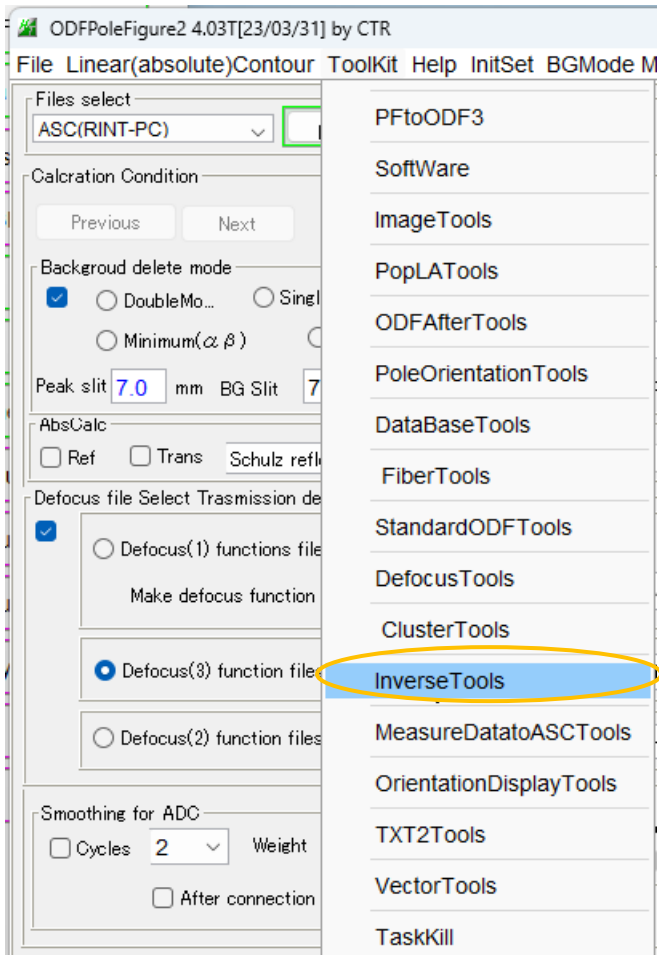 ODFPoleFigure2 4.03T[23/03/31] by CTR
File Linear(absolute)Contour ToolKit Help InitSet BGMode
Files select
ASC(RINT-PC)
Calcration Condition
Previous Next
Backgroud delete mode
DoubleMo...
Minimum(αβ)
Peak slit 7.0 mm BG Slit 7
AbsCalc
Ref Trans Schulz
Defocus file Select Trasmission
Defocus(1) functions file
Make defocus function
Defocus(3) function files
Defocus(2) function files
Smoothing for ADC
Cycles 2 Weight
After connection
PFtoODF3
SoftWare
ImageTools
PopLATools
ODFAfterTools
PoleOrientationTools
DataBaseTools
FiberTools
StandardODFTools
DefocusTools
ClusterTools
InverseTools
MeasureDatatoASCTools
OrientationDisplayTools
TXT2Tools
VectorTools
TaskKill